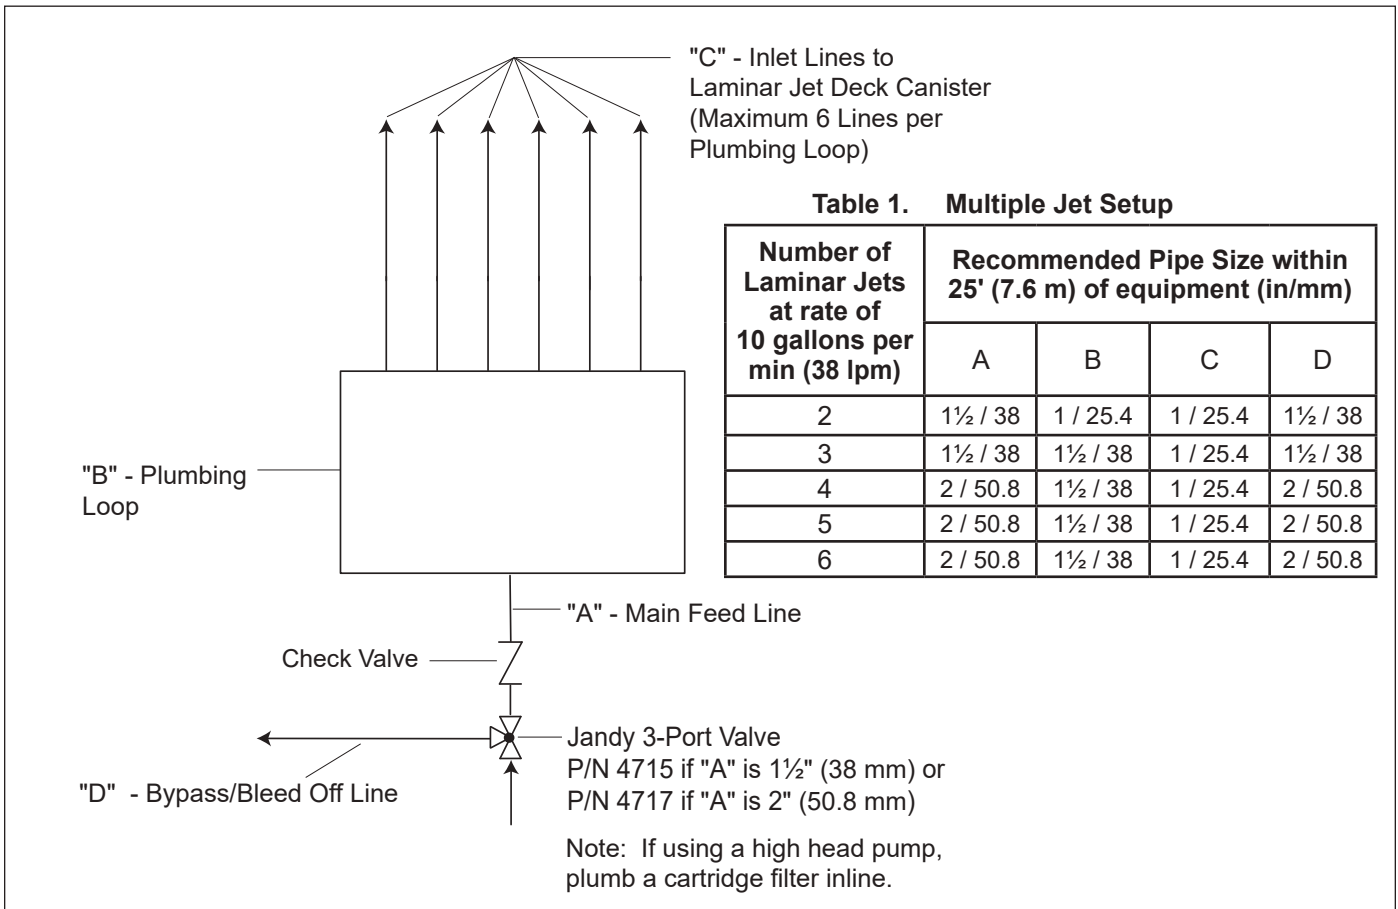 "C" - Inlet Lines to
Laminar Jet Deck Canister
(Maximum 6 Lines per
Plumbing Loop)
Table 1. Multiple Jet Setup
Number of
Laminar Jets
at rate of
10 gallons per
min (38 lpm)
Recommended Pipe Size within
25' (7.6 m) of equipment (in/mm)
A B C D
2 1½ / 38 1 / 25.4 1 / 25.4 1½ / 38
3 1½ / 38 1½ / 38 1 / 25.4 1½ / 38
4 2 / 50.8 1½ / 38 1 / 25.4 2 / 50.8
5 2 / 50.8 1½ / 38 1 / 25.4 2 / 50.8
6 2 / 50.8 1½ / 38 1 / 25.4 2 / 50.8
"B" - Plumbing
Loop
"A" - Main Feed Line
Check Valve
Jandy 3-Port Valve
P/N 4715 if "A" is 1½" (38 mm) or
P/N 4717 if "A" is 2" (50.8 mm)
"D" - Bypass/Bleed Off Line
Note: If using a high head pump,
plumb a cartridge filter inline.